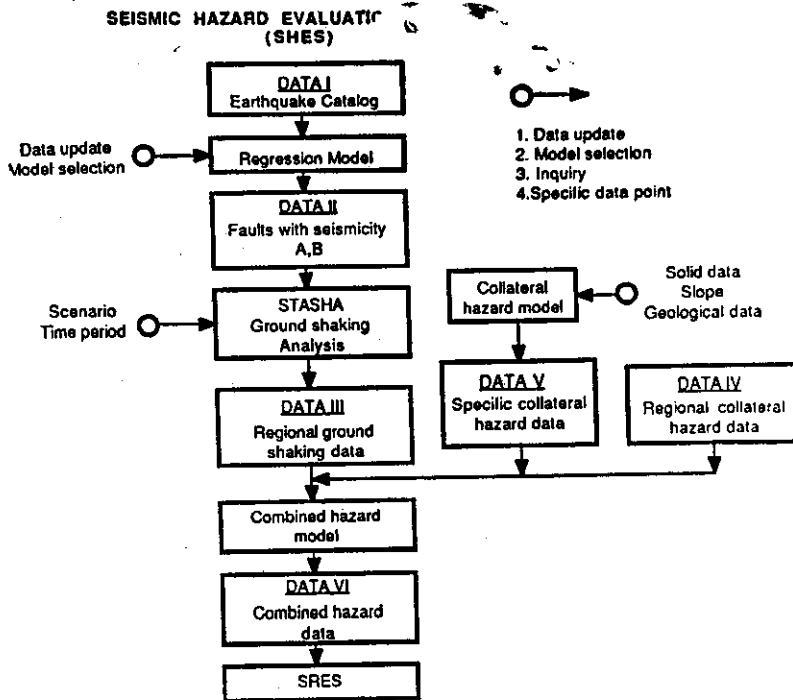 SEISMIC HAZARD
(SHES)
DATA I
Earthquake Catalog
Data update
Model selection
Regression Model
1. Data update
2. Model selection
3. Inquiry
4.Specific data point
DATA II
Faults with seismicity
A,B
Scenario
Time period
STASHA
Ground shaking
Analysis
Collateral
hazard model
Solid data
Slope
Geological data
DATA III
Regional ground
shaking data
DATA V
Specific collateral
hazard data
DATA IV
Regional collateral
hazard data
Combined hazard
model
DATA VI
Combined hazard
data
SRES